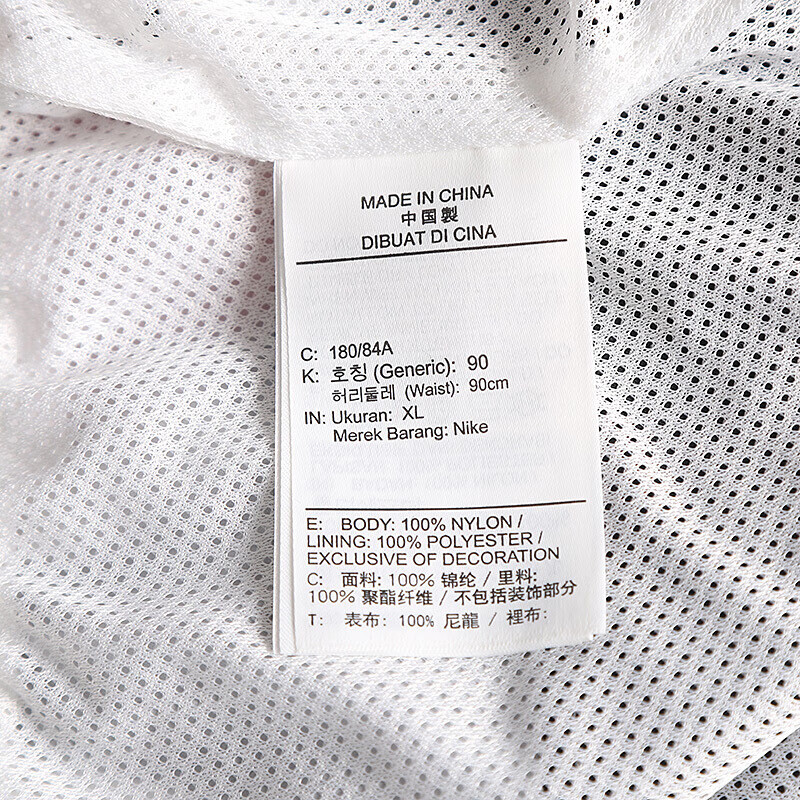 MADE IN CHINA
中国製
DIBUAT DI CINA
C: 180/84A
K: 호칭 (Generic): 90
허리둘레 (Waist): 90cm
IN: Ukuran: XL
Merek Barang: Nike
E: BODY: 100% NYLON /
LINING: 100% POLYESTER /
EXCLUSIVE OF DECORATION
C: 面料: 100% 锦纶 / 里料:
100% 聚酯纤维 / 不包括装饰部分
T: 表布: 100% 尼龍 / 裡布: